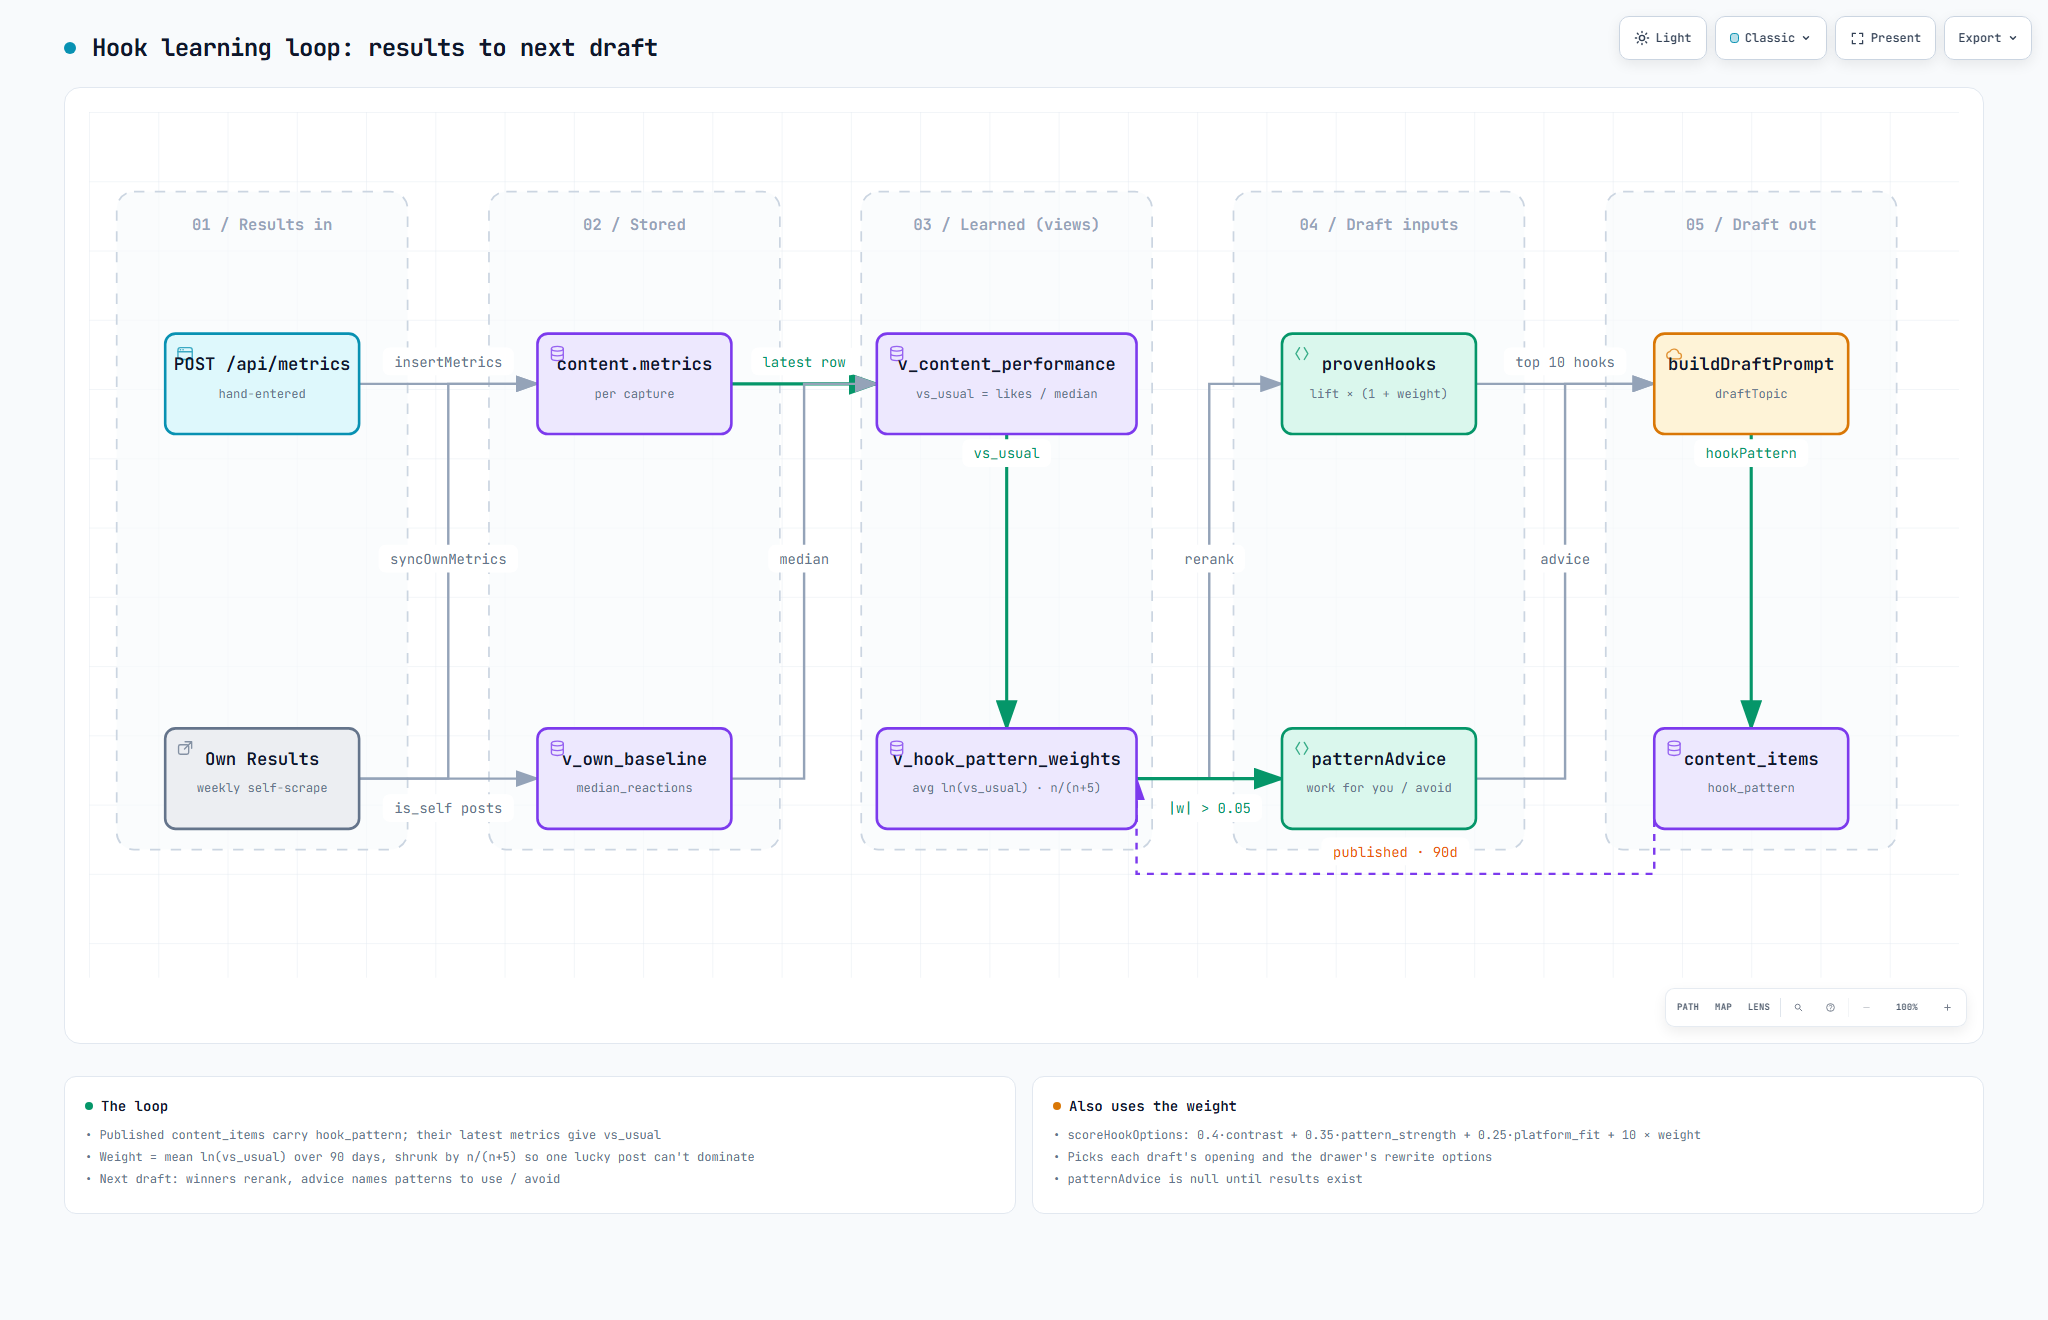 Hook learning loop: results to next draft
Light
Classic
Present
Export
01 / Results in
02 / Stored
03 / Learned (views)
04 / Draft inputs
05 / Draft out
POST /api/metrics
hand-entered
insertMetrics
content.metrics
per capture
latest row
v_content_performance
vs_usual = likes / median
provenHooks
lift × (1 + weight)
top 10 hooks
buildDraftPrompt
draftTopic
vs_usual
hookPattern
syncOwnMetrics
median
rerank
advice
Own Results
weekly self-scrape
is_self posts
v_own_baseline
median_reactions
v_hook_pattern_weights
avg ln(vs_usual) · n/(n+5)
|w| > 0.05
patternAdvice
work for you / avoid
content_items
hook_pattern
published · 90d
PATH
MAP
LENS
100%
The loop
• Published content_items carry hook_pattern; their latest metrics give vs_usual
• Weight = mean ln(vs_usual) over 90 days, shrunk by n/(n+5) so one lucky post can't dominate
• Next draft: winners rerank, advice names patterns to use / avoid
Also uses the weight
• scoreHookOptions: 0.4·contrast + 0.35·pattern_strength + 0.25·platform_fit + 10 × weight
• Picks each draft's opening and the drawer's rewrite options
• patternAdvice is null until results exist